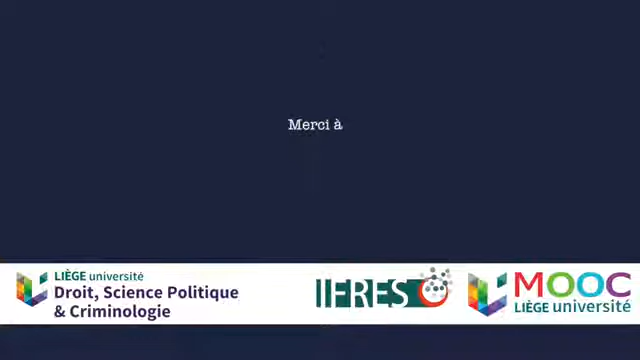 Merci à
LIÈGE université
Droit, Science Politique
& Criminologie
IFRES
MOOC
LIÈGE université